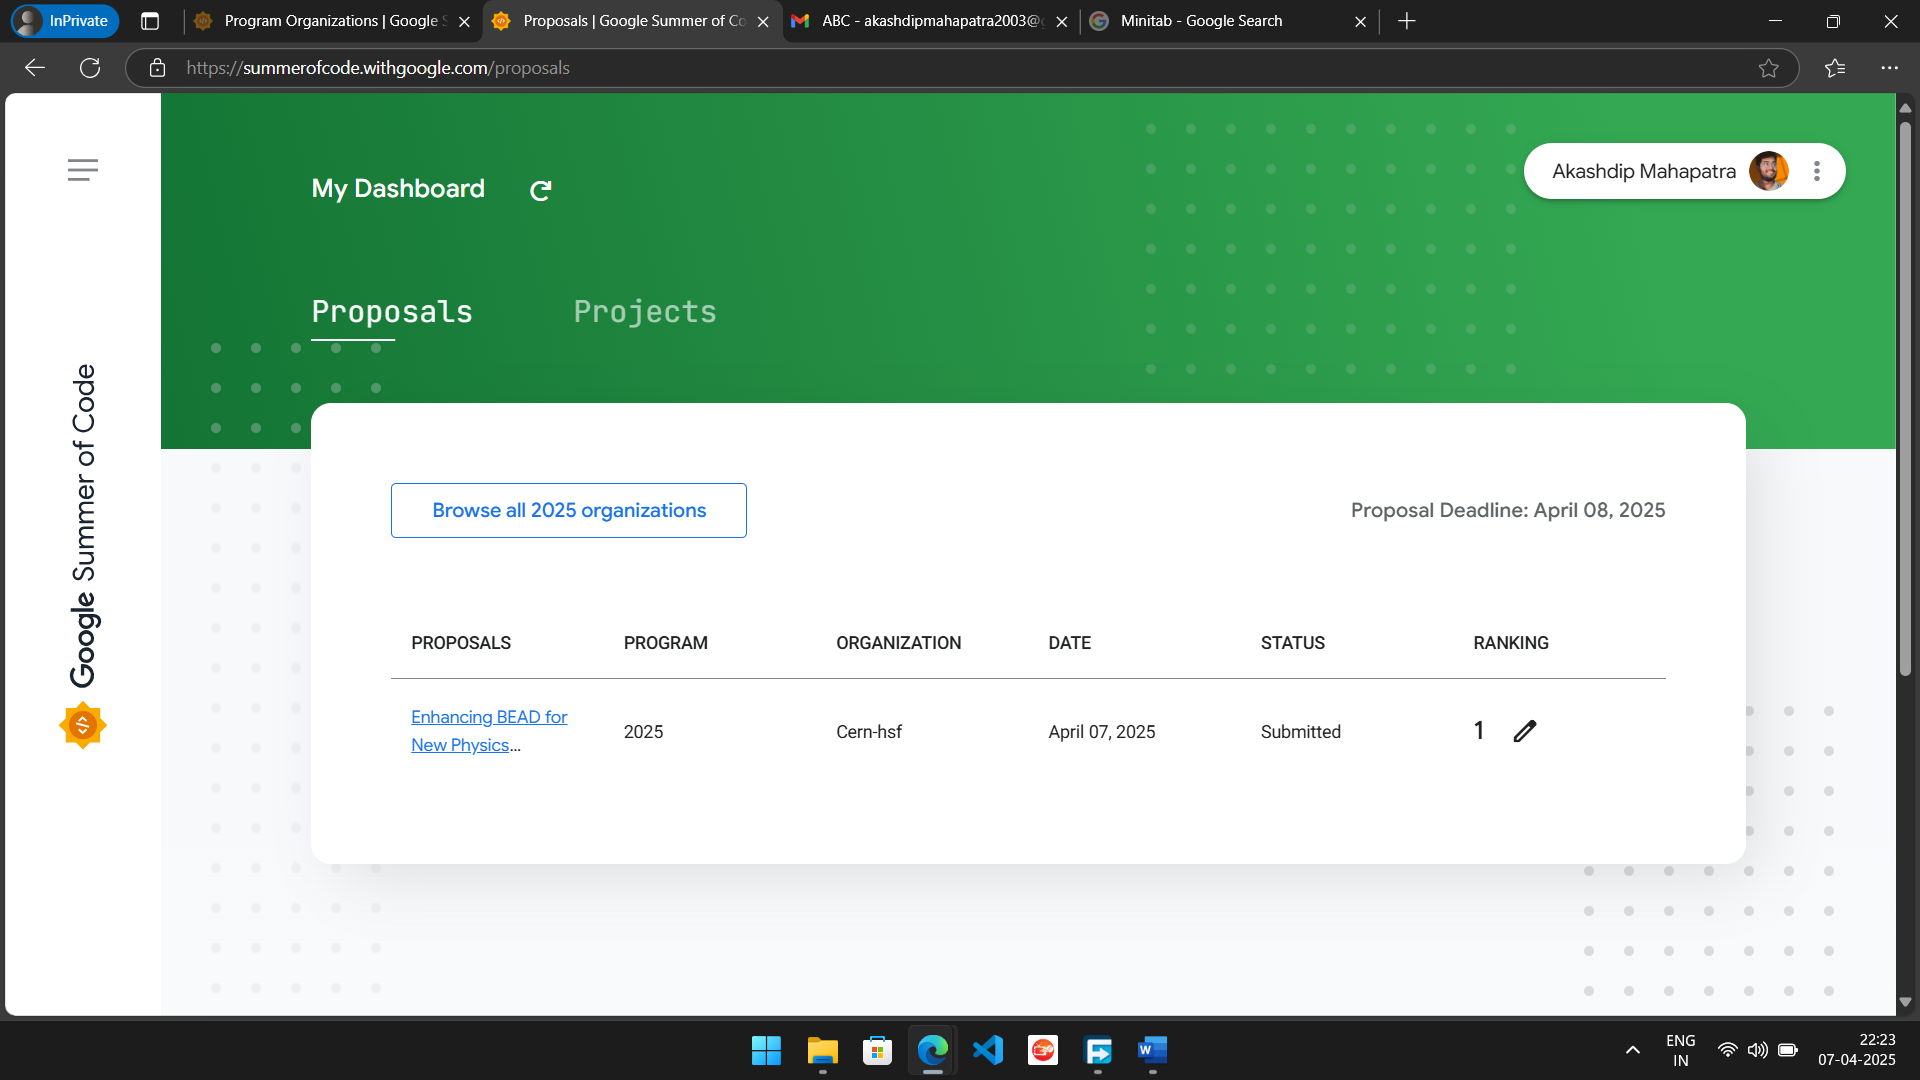 InPrivate
Program Organizations | Google S
Proposals | Google Summer of Co
ABC - akashdipmahapatra2003@g
Minitab - Google Search
https://summerofcode.withgoogle.com/proposals
My Dashboard
Akashdip Mahapatra
Proposals
Projects
Google Summer of Code
Browse all 2025 organizations
Proposal Deadline: April 08, 2025
PROPOSALS PROGRAM ORGANIZATION DATE STATUS RANKING
Enhancing BEAD for
New Physics...
2025 Cern-hsf April 07, 2025 Submitted 1
ENG
IN
22:23
07-04-2025